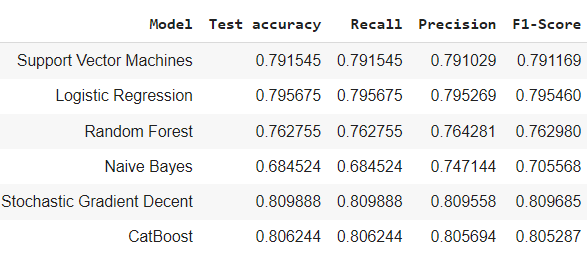 Model Test accuracy Recall Precision F1-Score
Support Vector Machines 0.791545 0.791545 0.791029 0.791169
Logistic Regression 0.795675 0.795675 0.795269 0.795460
Random Forest 0.762755 0.762755 0.764281 0.762980
Naive Bayes 0.684524 0.684524 0.747144 0.705568
Stochastic Gradient Decent 0.809888 0.809888 0.809558 0.809685
CatBoost 0.806244 0.806244 0.805694 0.805287